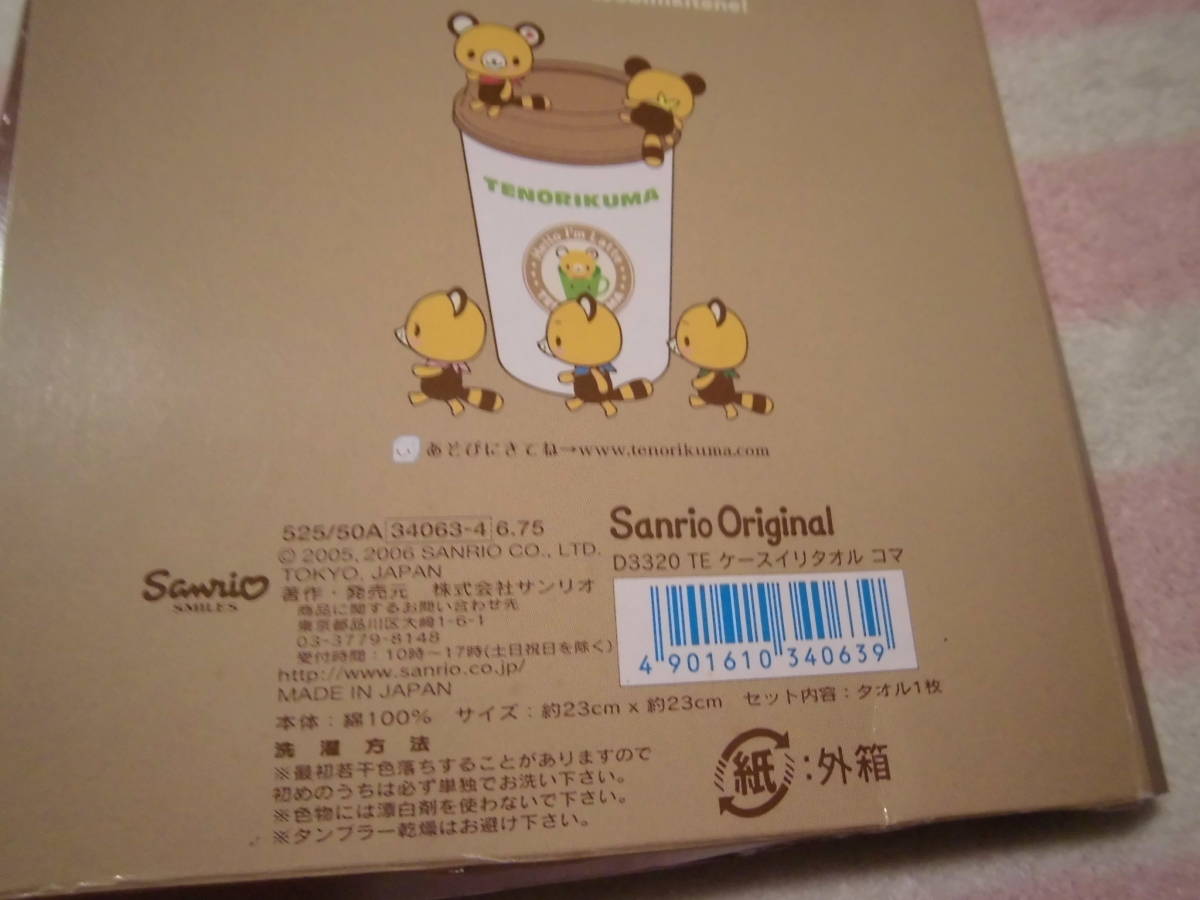 TENORIKUMA
Hello I'm Latte
あそびにきてね→www.tenorikuma.com
525/50A 34063-4 6.75
© 2005, 2006 SANRIO CO., LTD.
TOKYO, JAPAN
著作・発売元 株式会社サンリオ
商品に関するお問い合わせ先
東京都品川区大崎1-6-1
03-3779-8148
受付時間：10時～17時(土日祝日を除く)
http://www.sanrio.co.jp/
MADE IN JAPAN
Sanrio
SMILES
Sanrio Original
D3320 TE ケースイリタオル コマ
4 901610 340639
本体：綿100% サイズ：約23cm x 約23cm セット内容：タオル1枚
洗濯方法
※最初若干色落ちすることがありますので
初めのうちは必ず単独でお洗い下さい。
※色物には漂白剤を使わないで下さい。
※タンブラー乾燥はお避け下さい。
紙：外箱